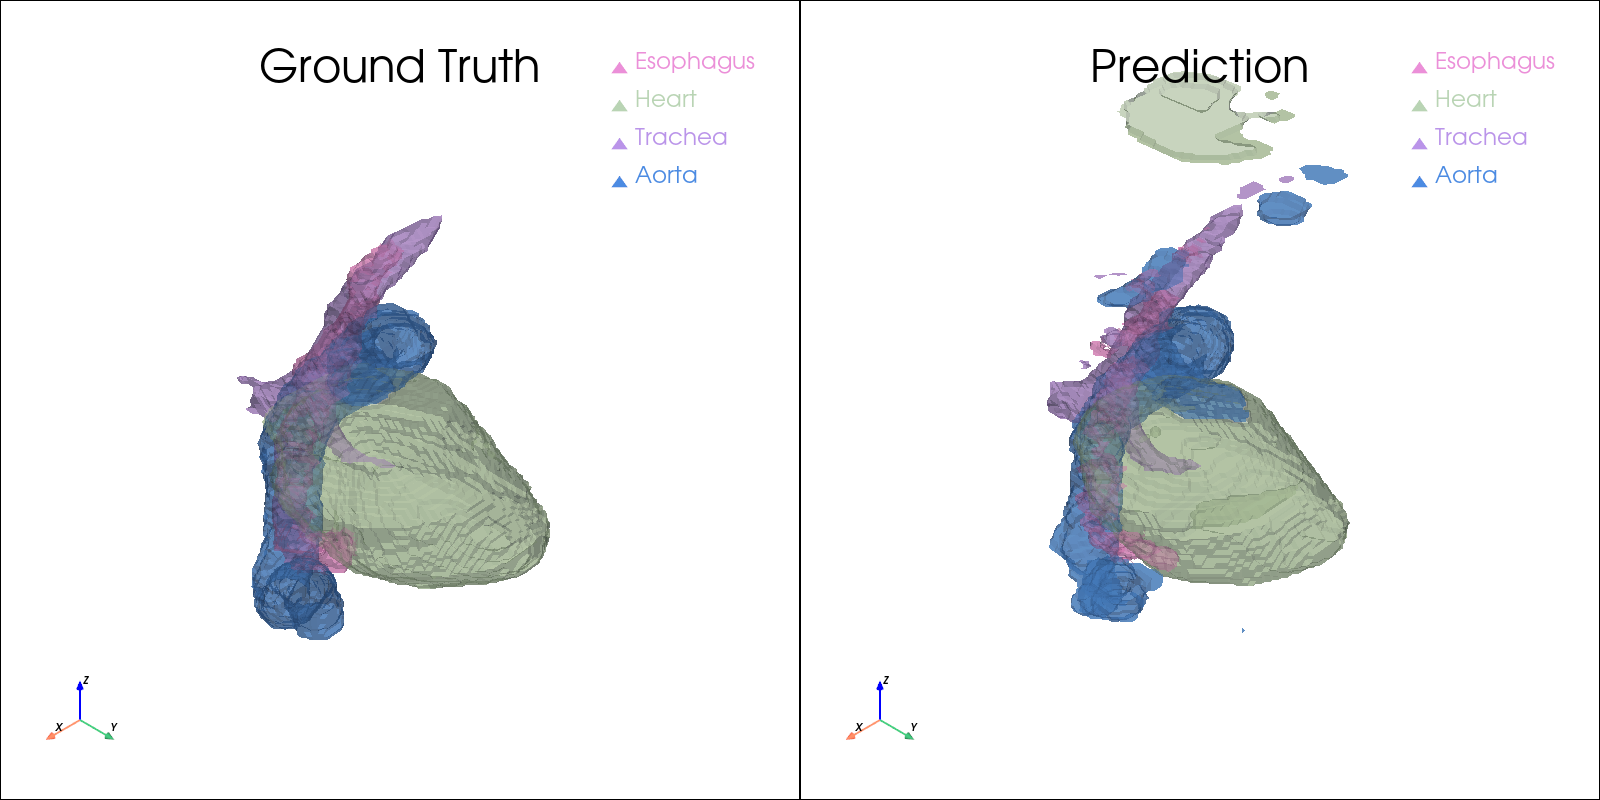 Ground Truth
Esophagus
Heart
Trachea
Aorta
Z
X
Y
Prediction
Esophagus
Heart
Trachea
Aorta
Z
X
Y